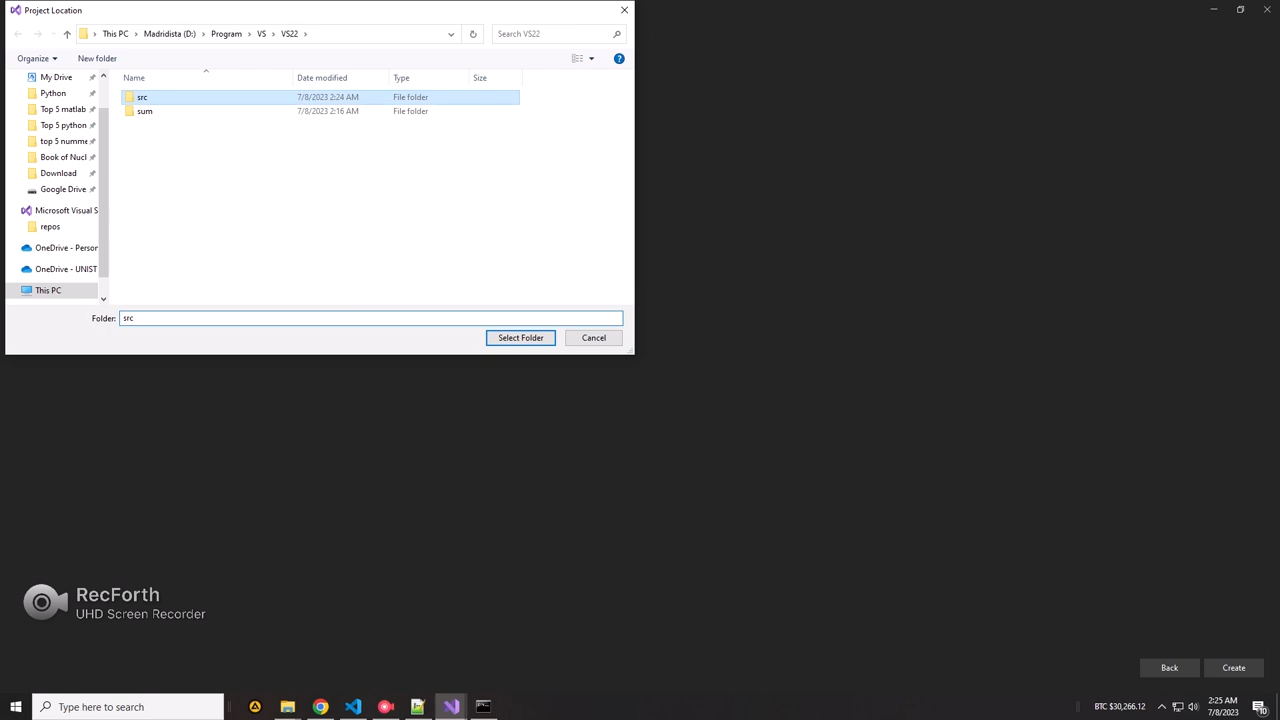 Project Location
This PC
Madridista (D:)
Program
VS
VS22
Search VS22
Organize
New folder
Name
Date modified
Type
Size
My Drive
Python
Top 5 matlab
Top 5 python
top 5 numme
Book of Nucl
Download
Google Drive
Microsoft Visual S
repos
OneDrive - Person
OneDrive - UNIST
This PC
src 7/8/2023 2:24 AM File folder
sum 7/8/2023 2:16 AM File folder
Folder: src
Select Folder
Cancel
RecForth
UHD Screen Recorder
Back
Create
Type here to search
BTC $30,266.12
2:25 AM
7/8/2023